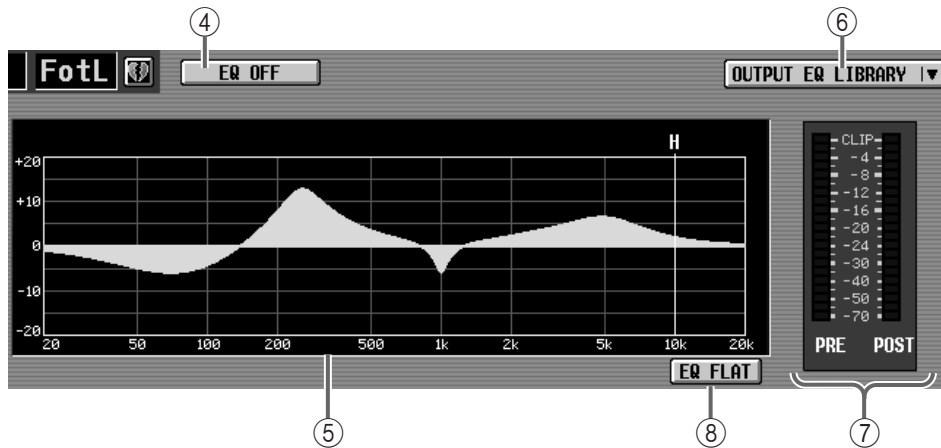 ④ ⑥
FotL EQ OFF OUTPUT EQ LIBRARY
H
+20
+10
0
-10
-20
20 50 100 200 500 1k 2k 5k 10k 20k
CLIP
-4
-8
-12
-16
-20
-24
-30
-40
-50
-70
PRE POST
EQ FLAT
⑤ ⑧ ⑦